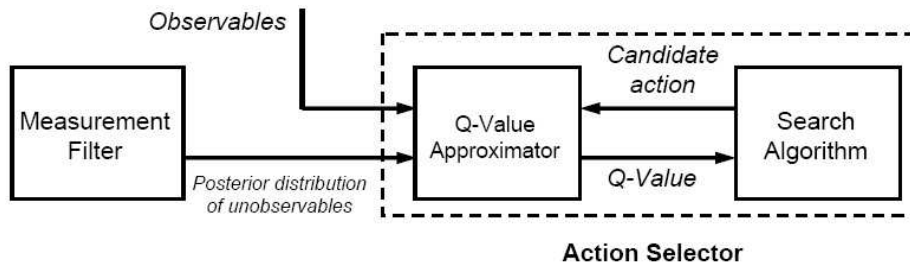 Observables
Measurement
Filter
Posterior distribution
of unobservables
Q-Value
Approximator
Candidate
action
Q-Value
Search
Algorithm
Action Selector